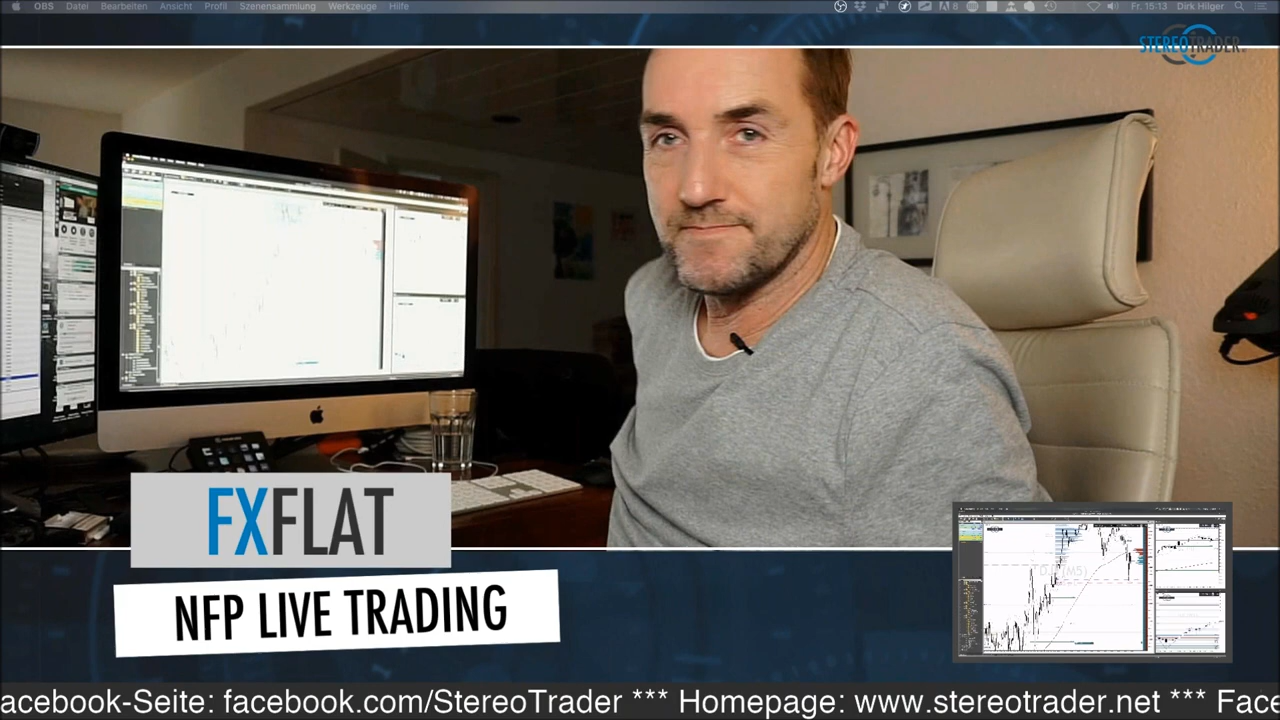 OBS Datei Bearbeiten Ansicht Profil Szenensammlung Werkzeuge Hilfe
8 Fr. 15:13 Dirk Hilger
STEREOTRADER
FXFLAT
NFP LIVE TRADING
acebook-Seite: facebook.com/StereoTrader *** Homepage: www.stereotrader.net *** Face